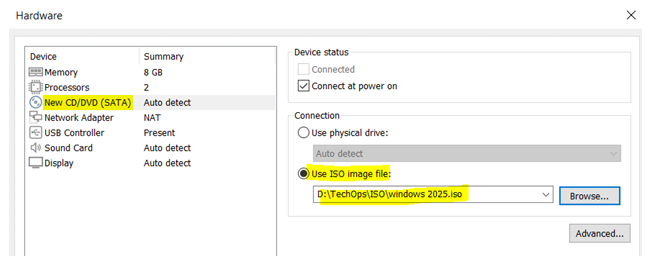 Hardware
Device Summary
Memory 8 GB
Processors 2
New CD/DVD (SATA) Auto detect
Network Adapter NAT
USB Controller Present
Sound Card Auto detect
Display Auto detect
Device status
Connected
Connect at power on
Connection
Use physical drive:
Auto detect
Use ISO image file:
D:\TechOps\ISO\windows 2025.iso
Browse...
Advanced...